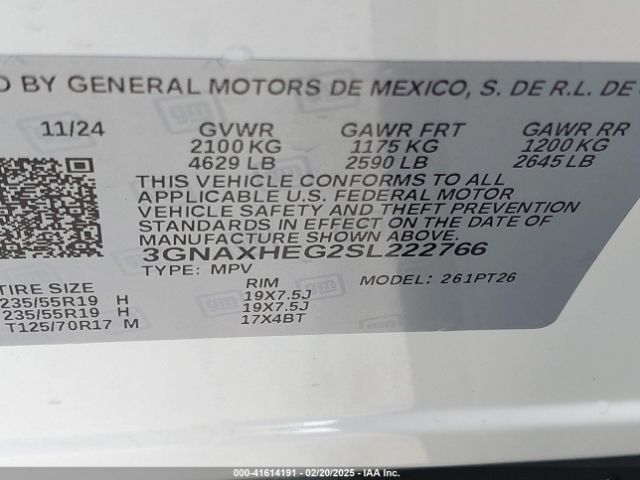 D BY GENERAL MOTORS DE MEXICO, S. DE R.L. DE
11/24 GVWR GAWR FRT GAWR RR
2100 KG 1175 KG 1200 KG
4629 LB 2590 LB 2645 LB
THIS VEHICLE CONFORMS TO ALL
APPLICABLE U.S. FEDERAL MOTOR
VEHICLE SAFETY AND THEFT PREVENTION
STANDARDS IN EFFECT ON THE DATE OF
MANUFACTURE SHOWN ABOVE.
3GNAXHEG2SL222766
TYPE: MPV MODEL: 261PT26
TIRE SIZE RIM
235/55R19 H 19X7.5J
235/55R19 H 19X7.5J
T125/70R17 M 17X4BT
00-41614191 - 02/20/2025 - IAA Inc.